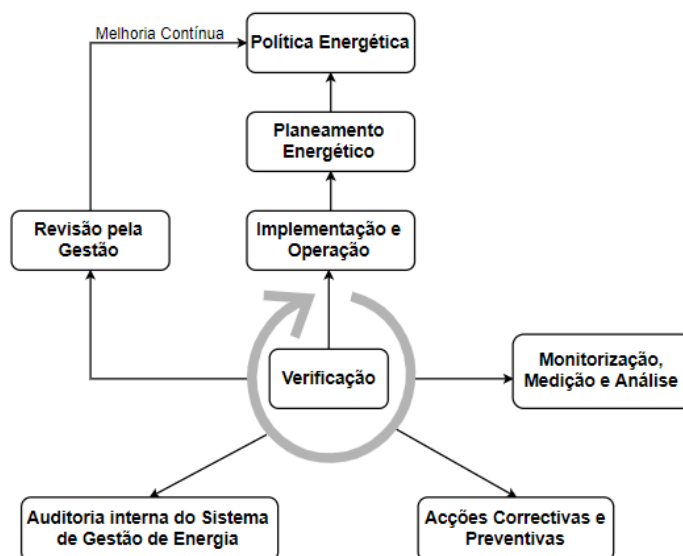 Melhoria Contínua
Política Energética
Planeamento
Energético
Revisão pela
Gestão
Implementação e
Operação
Verificação
Monitorização,
Medição e Análise
Auditoria interna do Sistema
de Gestão de Energia
Acções Correctivas e
Preventivas